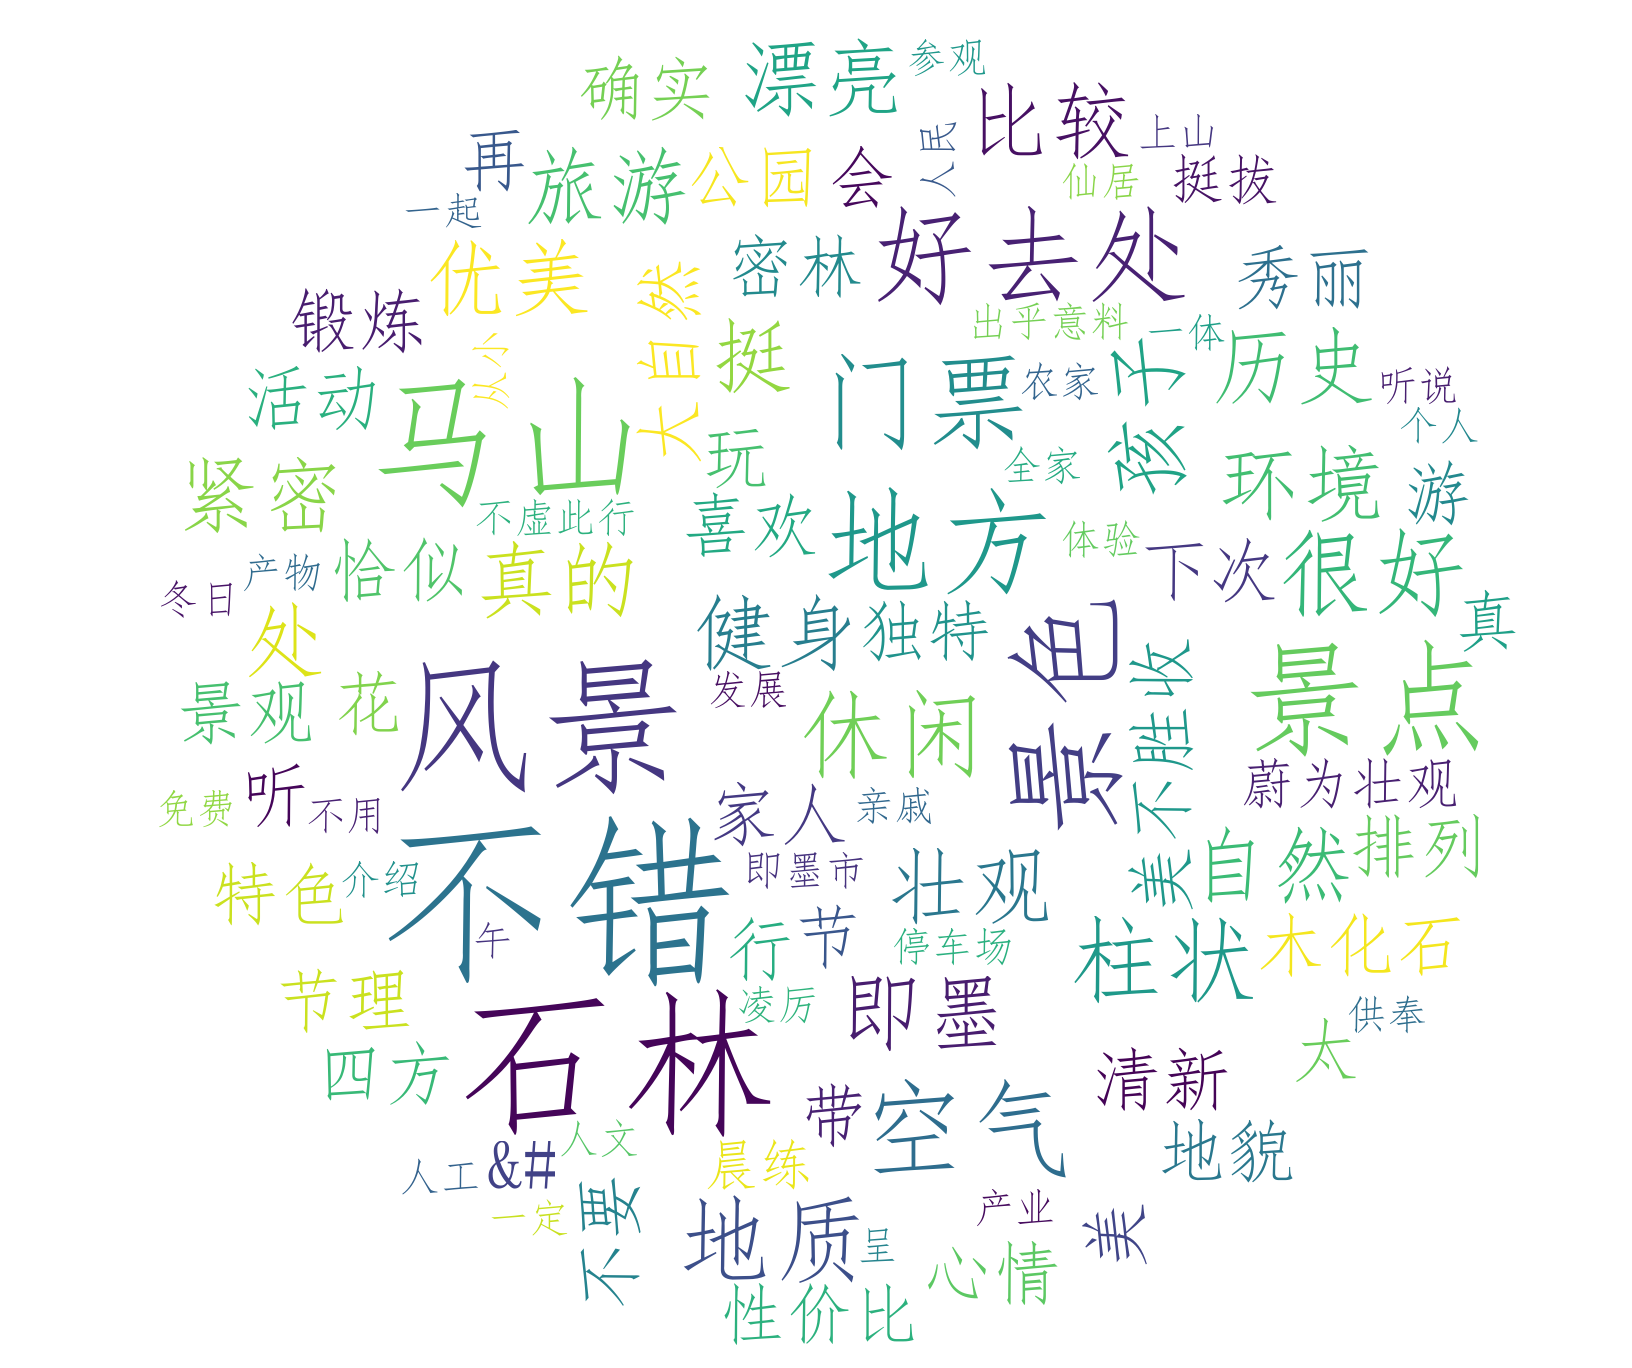 确实
漂亮
参观
再
旅游
公园
会
人民
比较
上山
仙居
挺拔
一起
优美
大自然
密林
好去处
秀丽
锻炼
从小
挺
出乎意料
一体
活动
马山
门票
农家
孩子
历史
听说
个人
紧密
玩
全家
环境
游
不虚此行
喜欢
地方
体验
下次
很好
冬日
产物
恰似
真的
真
处
健身
独特
景色
不胜收
景观
花
风景
发展
休闲
景点
免费
听
不用
家人
亲戚
蔚为壮观
特色
介绍
不错
即墨市
壮观
美
自然
排列
午
行
节
停车场
柱状
木化石
节理
石林
凌厉
即墨
供奉
四方
带
空气
清新
太
人工
&#
人文
晨练
地貌
一定
不要
地质
呈
产业
美
心情
性价比